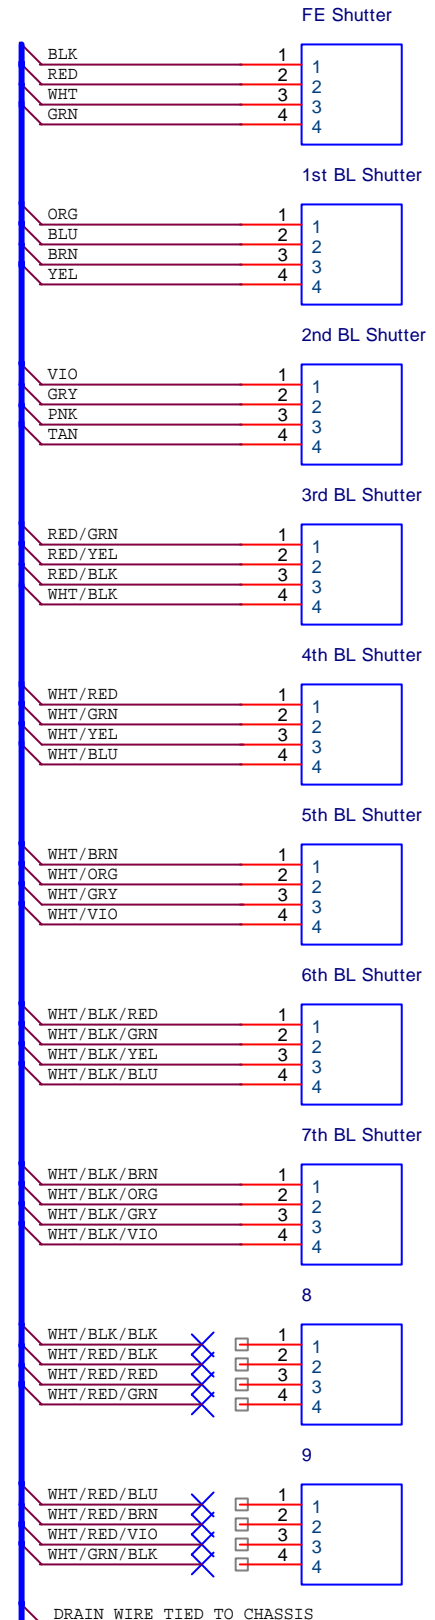 FE Shutter
BLK 1 1
RED 2 2
WHT 3 3
GRN 4 4
1st BL Shutter
ORG 1 1
BLU 2 2
BRN 3 3
YEL 4 4
2nd BL Shutter
VIO 1 1
GRY 2 2
PNK 3 3
TAN 4 4
3rd BL Shutter
RED/GRN 1 1
RED/YEL 2 2
RED/BLK 3 3
WHT/BLK 4 4
4th BL Shutter
WHT/RED 1 1
WHT/GRN 2 2
WHT/YEL 3 3
WHT/BLU 4 4
5th BL Shutter
WHT/BRN 1 1
WHT/ORG 2 2
WHT/GRY 3 3
WHT/VIO 4 4
6th BL Shutter
WHT/BLK/RED 1 1
WHT/BLK/GRN 2 2
WHT/BLK/YEL 3 3
WHT/BLK/BLU 4 4
7th BL Shutter
WHT/BLK/BRN 1 1
WHT/BLK/ORG 2 2
WHT/BLK/GRY 3 3
WHT/BLK/VIO 4 4
8
WHT/BLK/BLK 1 1
WHT/RED/BLK 2 2
WHT/RED/RED 3 3
WHT/RED/GRN 4 4
9
WHT/RED/BLU 1 1
WHT/RED/BRN 2 2
WHT/RED/VIO 3 3
WHT/GRN/BLK 4 4
DRAIN WIRE TIED TO CHASSIS